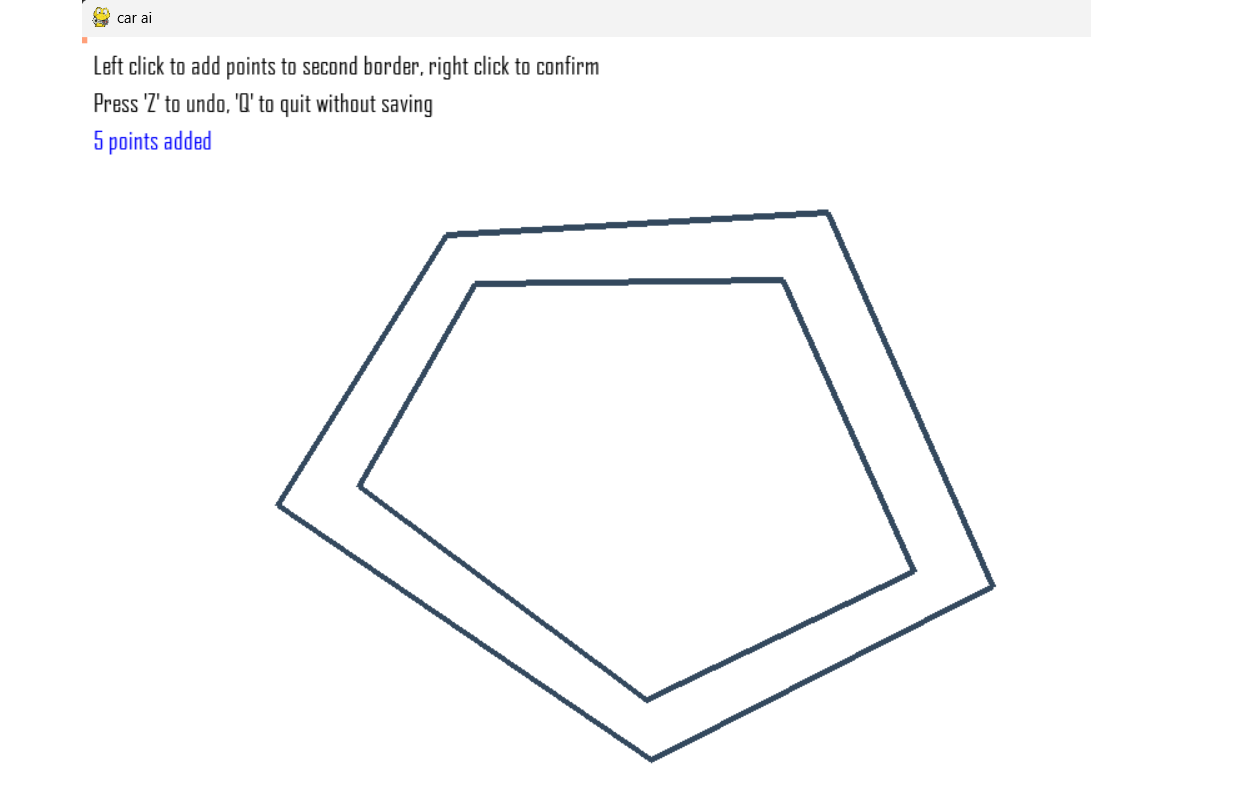 car ai
Left click to add points to second border, right click to confirm
Press 'Z' to undo, 'Q' to quit without saving
5 points added